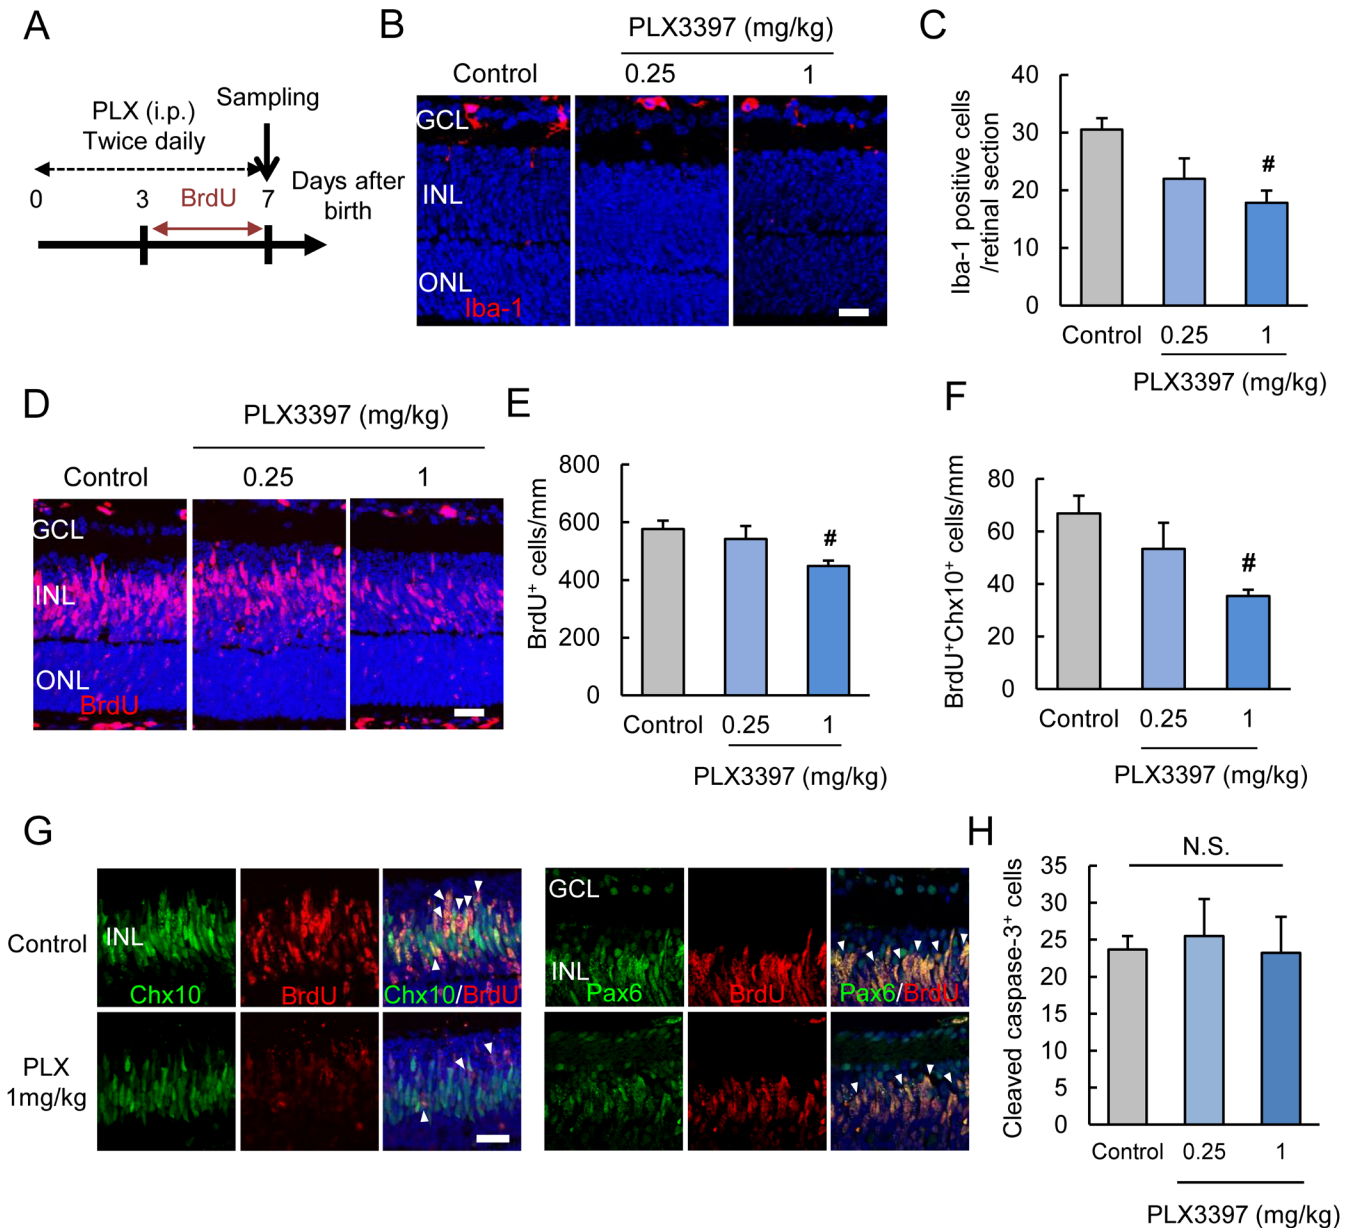 A
PLX (i.p.)
Twice daily
Sampling
0
3
BrdU
7
Days after
birth
B
PLX3397 (mg/kg)
Control
0.25
1
GCL
INL
ONL
Iba-1
C
Iba-1 positive cells
/retinal section
40
30
20
10
0
Control
0.25
1
PLX3397 (mg/kg)
#
D
PLX3397 (mg/kg)
Control
0.25
1
GCL
INL
ONL
BrdU
E
BrdU⁺ cells/mm
800
600
400
200
0
#
Control
0.25
1
PLX3397 (mg/kg)
F
BrdU⁺Chx10⁺ cells/mm
80
60
40
20
0
#
Control
0.25
1
PLX3397 (mg/kg)
G
Control
INL
Chx10
BrdU
Chx10/BrdU
GCL
INL
Pax6
BrdU
Pax6/BrdU
PLX
1mg/kg
H
Cleaved caspase-3⁺ cells
35
30
25
20
15
10
5
0
N.S.
Control
0.25
1
PLX3397 (mg/kg)